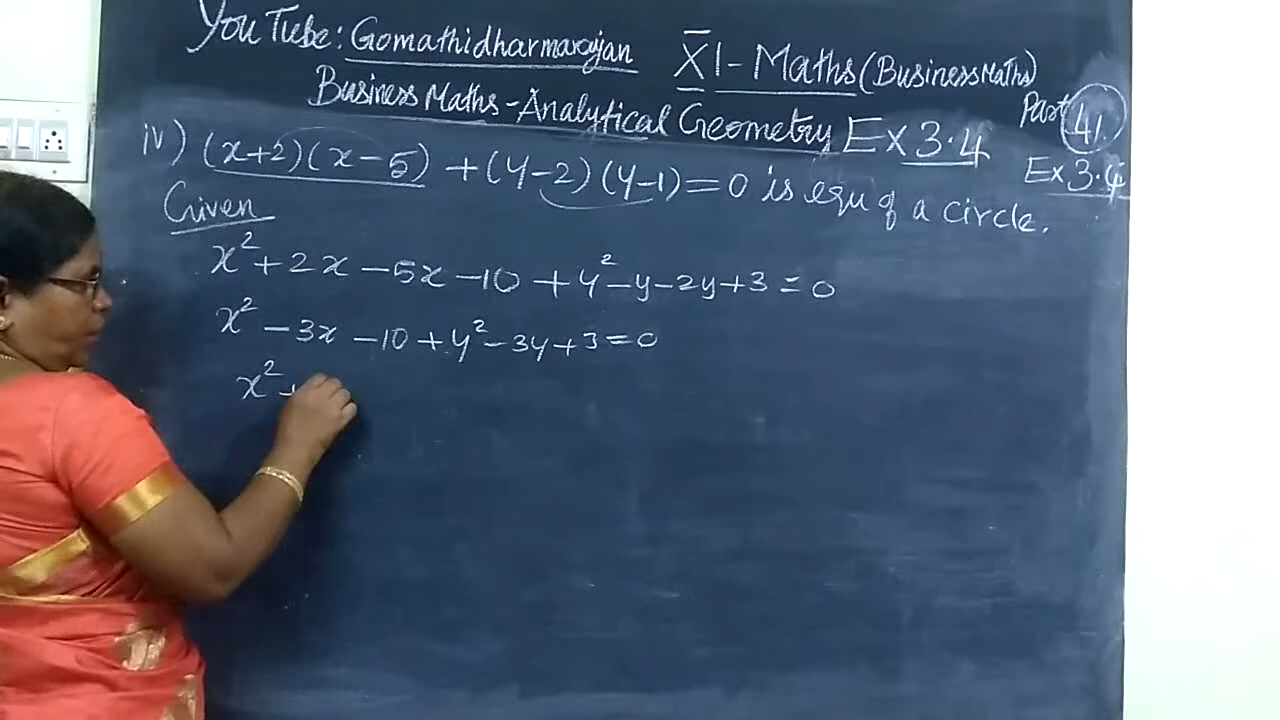 YouTube: Gomathidharmarajan XI - Maths (Business Maths)
Business Maths - Analytical Geometry Ex 3.4 Part 41.
Ex 3.4
iv) (x+2)(x-5) + (y-2)(y-1) = 0 is equ of a circle.
Given
x² + 2x - 5x - 10 + y² - y - 2y + 3 = 0
x² - 3x - 10 + y² - 3y + 3 = 0
x² +